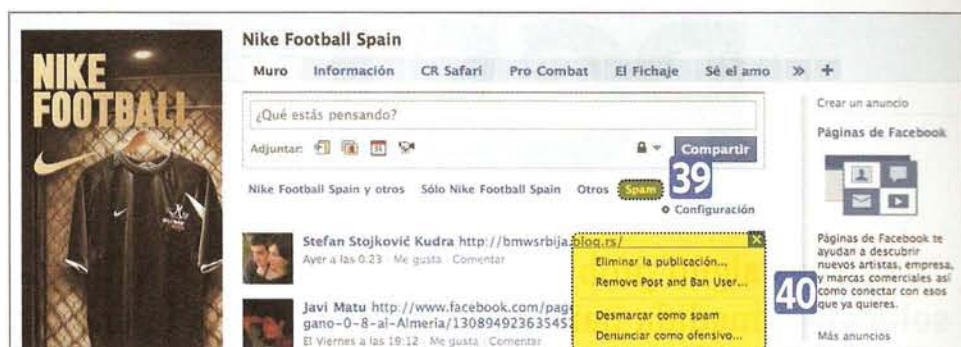 NIKE
FOOTBALL
Nike Football Spain
Muro Información CR Safari Pro Combat El Fichaje Sé el amo » +
¿Qué estás pensando?
Adjuntar: 31
Compartir
39
Nike Football Spain y otros Sólo Nike Football Spain Otros Spam
Configuración
Stefan Stojković Kudra http://bmwsrbija.blog.rs/
Ayer a las 0:23 · Me gusta · Comentar
Javi Matu http://www.facebook.com/pag
gano-0-8-al-Almeria/13089492363545
El Viernes a las 19:12 · Me gusta · Comentar
X
Eliminar la publicación...
Remove Post and Ban User...
Desmarcar como spam
Denunciar como ofensivo...
40
Crear un anuncio
Páginas de Facebook
Páginas de Facebook te
ayudan a descubrir
nuevos artistas, empresa,
y marcas comerciales así
como conectar con esos
que ya quieres.
Más anuncios